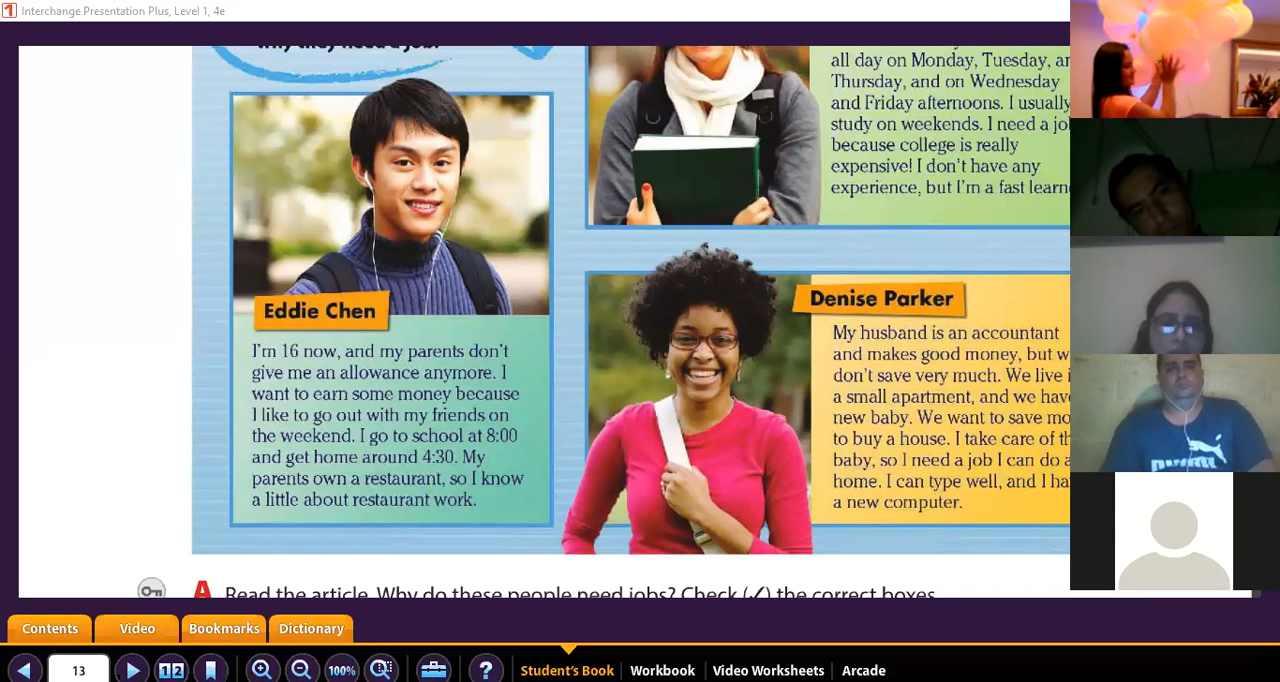 Interchange Presentation Plus, Level 1, 4e
why they need a job.
all day on Monday, Tuesday,
Thursday, and on Wednesday
and Friday afternoons. I usually
study on weekends. I need a
because college is really
expensive! I don't have any
experience, but I'm a fast
Eddie Chen
I'm 16 now, and my parents don't
give me an allowance anymore. I
want to earn some money because
I like to go out with my friends on
the weekend. I go to school at 8:00
and get home around 4:30. My
parents own a restaurant, so I know
a little about restaurant work.
Denise Parker
My husband is an accountant
and makes good money, but
don't save very much. We live
a small apartment, and we have
new baby. We want to save
to buy a house. I take care of
baby, so I need a job I can do
home. I can type well, and I
a new computer.
A Read the article. Why do these people need jobs? Check (✓) the correct boxes.
Contents Video Bookmarks Dictionary
13 1 2 100% ? Student's Book Workbook Video Worksheets Arcade